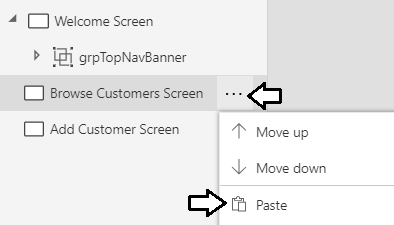 Welcome Screen
grpTopNavBanner
Browse Customers Screen ...
Add Customer Screen
Move up
Move down
Paste